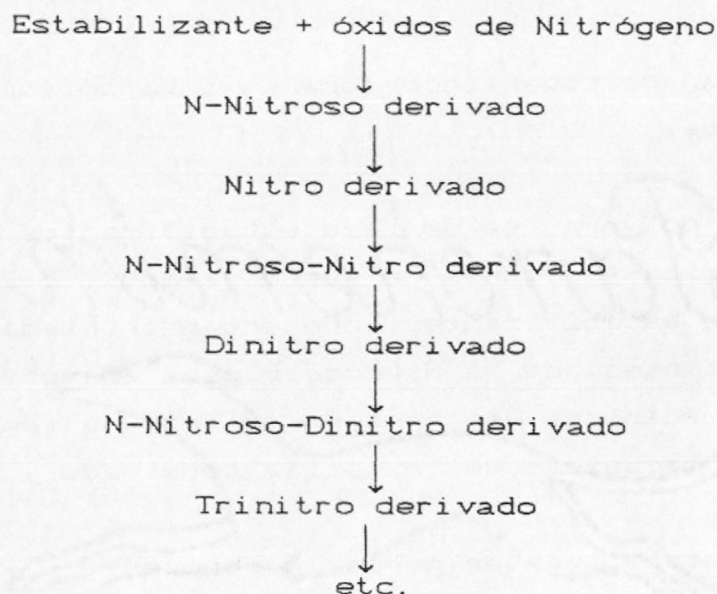 Estabilizante + óxidos de Nitrógeno
N-Nitroso derivado
Nitro derivado
N-Nitroso-Nitro derivado
Dinitro derivado
N-Nitroso-Dinitro derivado
Trinitro derivado
etc.